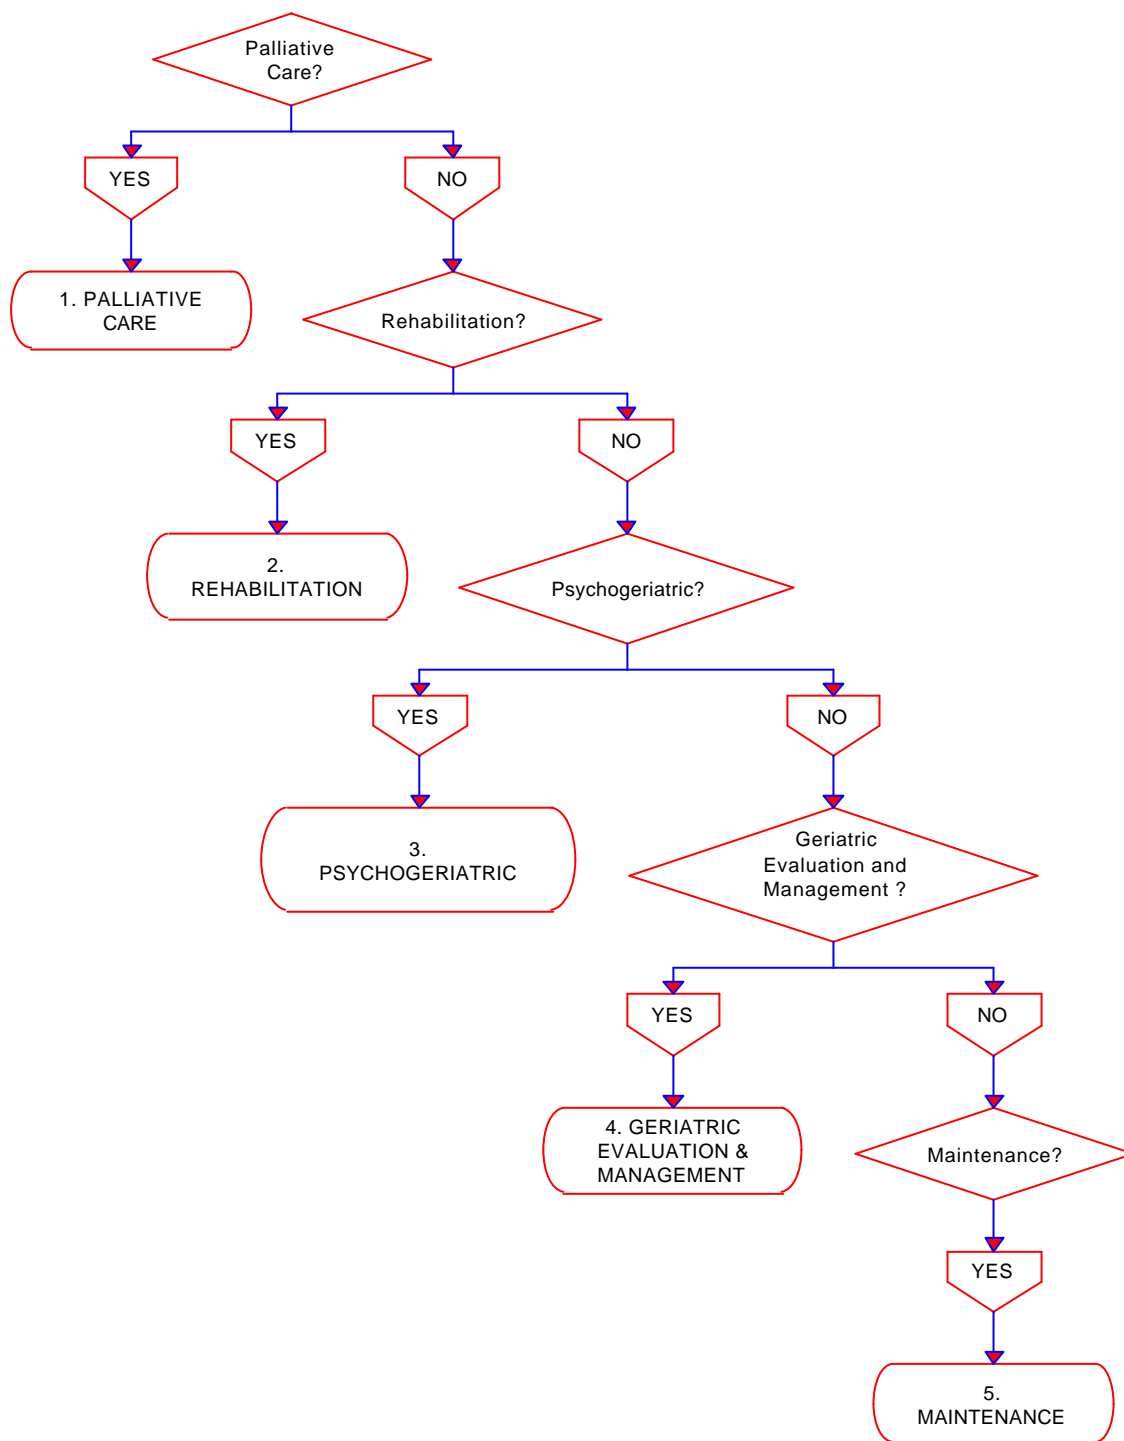 Palliative
Care?
YES
NO
1. PALLIATIVE
CARE
Rehabilitation?
YES
NO
2.
REHABILITATION
Psychogeriatric?
YES
NO
3.
PSYCHOGERIATRIC
Geriatric
Evaluation and
Management ?
YES
NO
4. GERIATRIC
EVALUATION &
MANAGEMENT
Maintenance?
YES
5.
MAINTENANCE